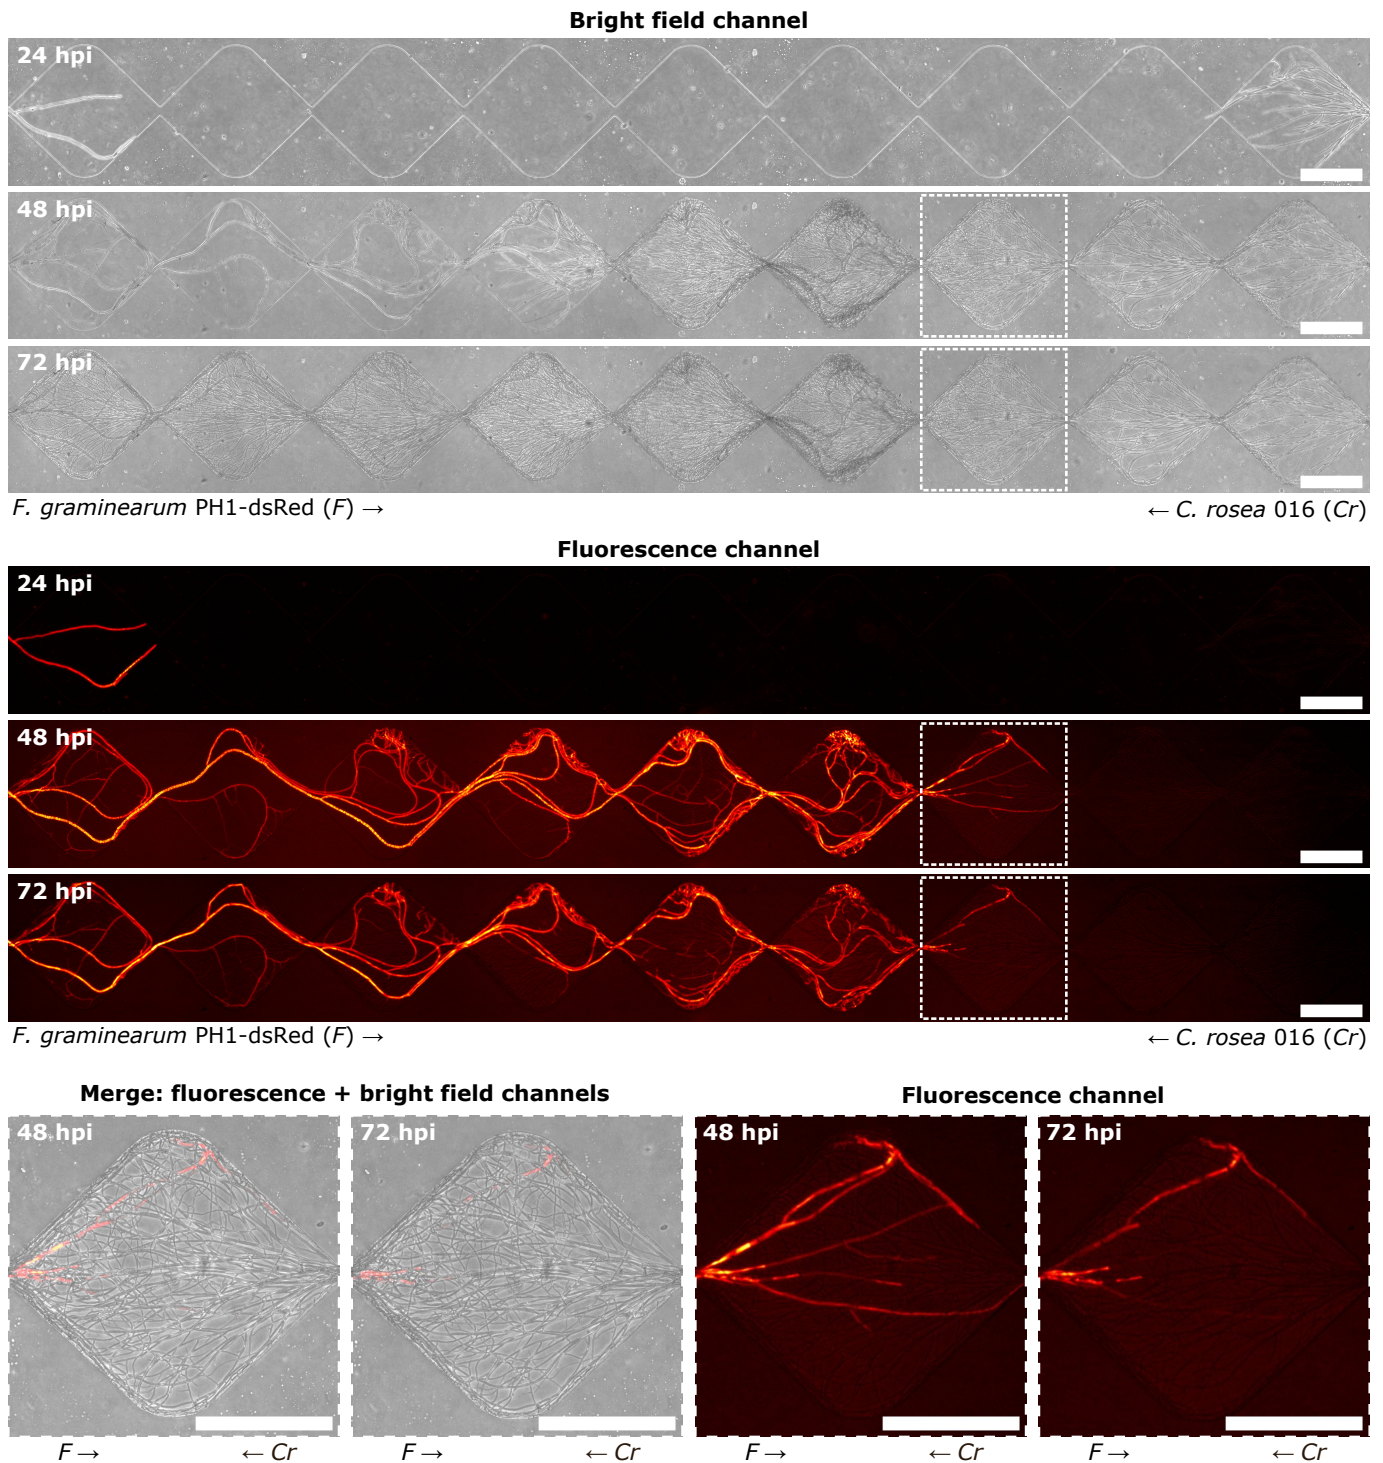 Bright field channel
24 hpi
48 hpi
72 hpi
F. graminearum PH1-dsRed (F) → ← C. rosea 016 (Cr)
Fluorescence channel
24 hpi
48 hpi
72 hpi
F. graminearum PH1-dsRed (F) → ← C. rosea 016 (Cr)
Merge: fluorescence + bright field channels Fluorescence channel
48 hpi 72 hpi 48 hpi 72 hpi
F → ← Cr F → ← Cr F → ← Cr F → ← Cr